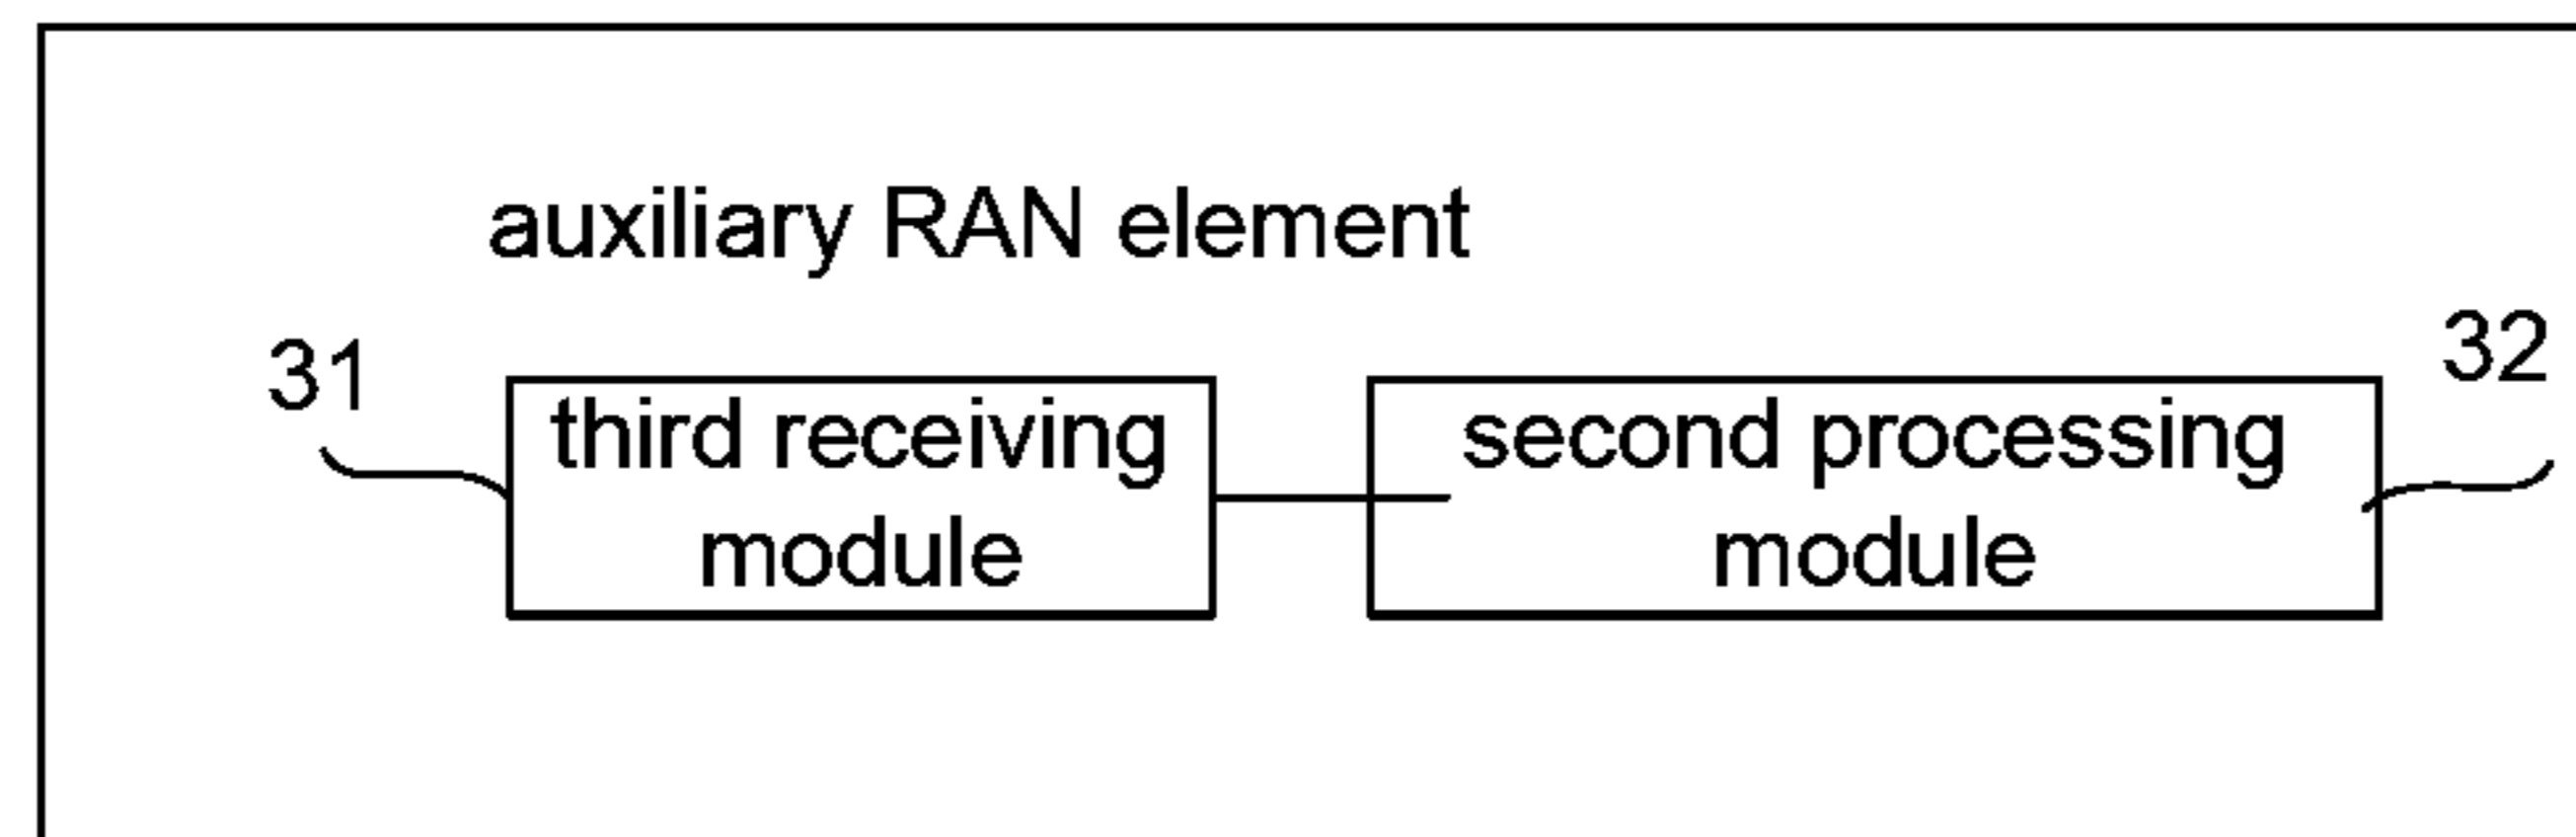 auxiliary RAN element
31
32
third receiving
module
second processing
module